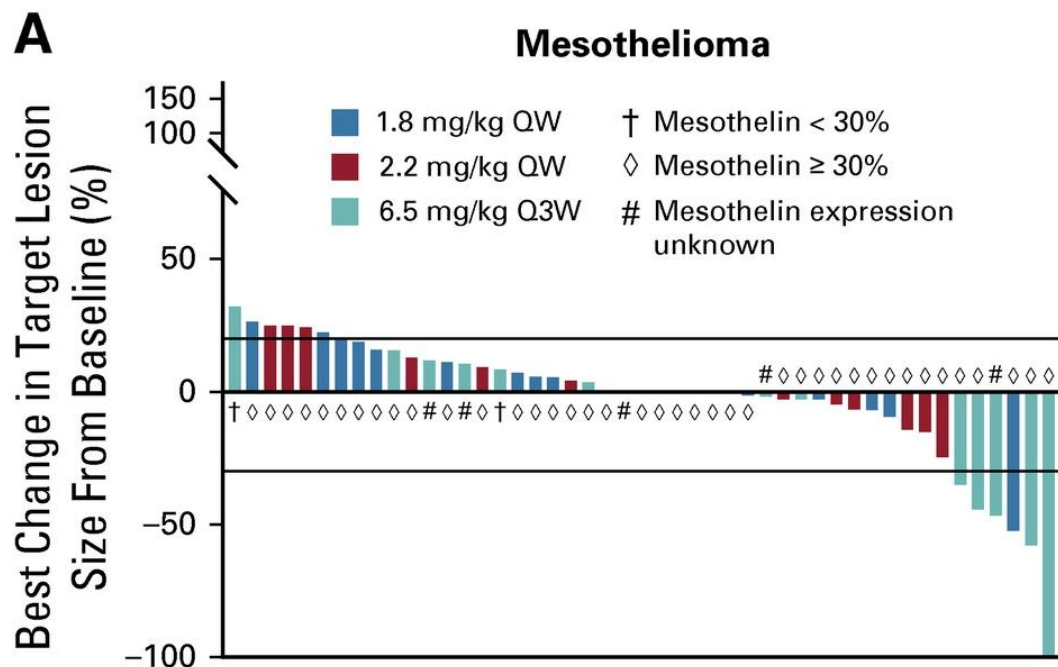 A
Mesothelioma
Best Change in Target Lesion
Size From Baseline (%)
150
100
50
0
–50
–100
1.8 mg/kg QW
2.2 mg/kg QW
6.5 mg/kg Q3W
† Mesothelin < 30%
◊ Mesothelin ≥ 30%
# Mesothelin expression
unknown
#◊◊◊◊◊◊◊◊◊◊◊◊#◊◊◊
†◊◊◊◊◊◊◊◊◊◊#◊#◊†◊◊◊◊◊◊#◊◊◊◊◊◊◊